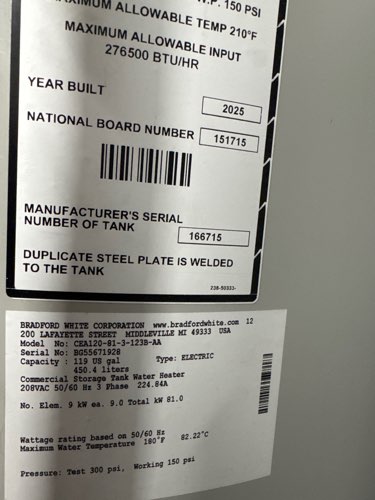 W.P. 150 PSI
MAXIMUM ALLOWABLE TEMP 210°F
MAXIMUM ALLOWABLE INPUT
276500 BTU/HR
YEAR BUILT 2025
NATIONAL BOARD NUMBER 151715
MANUFACTURER'S SERIAL
NUMBER OF TANK 166715
DUPLICATE STEEL PLATE IS WELDED
TO THE TANK
238-50333-
BRADFORD WHITE CORPORATION www.bradfordwhite.com 12
200 LAFAYETTE STREET MIDDLEVILLE MI 49333 USA
Model No: CEA120-81-3-123B-AA
Serial No: BG55671928
Capacity : 119 US gal Type: ELECTRIC
450.4 liters
Commercial Storage Tank Water Heater
208VAC 50/60 Hz 3 Phase 224.84A
No. Elem. 9 kW ea. 9.0 Total kW 81.0
Wattage rating based on 50/60 Hz
Maximum Water Temperature 180°F 82.22°C
Pressure: Test 300 psi, Working 150 psi